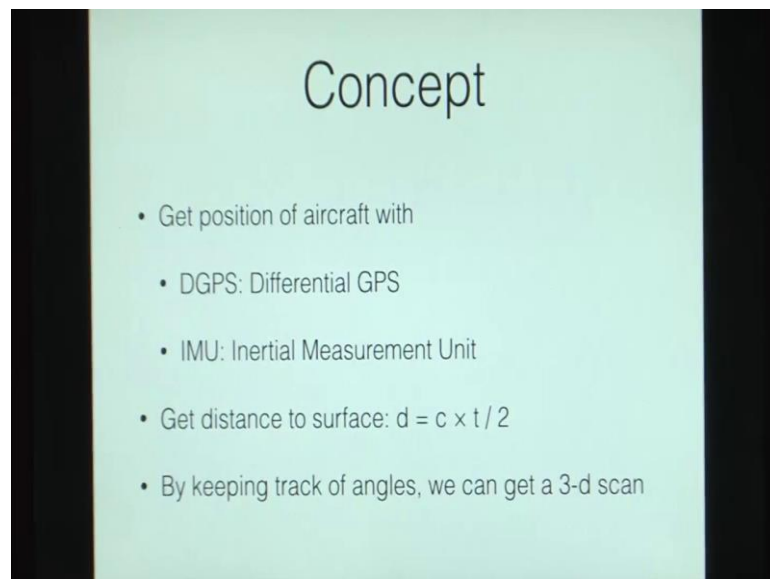 Concept
• Get position of aircraft with
• DGPS: Differential GPS
• IMU: Inertial Measurement Unit
• Get distance to surface: d = c x t / 2
• By keeping track of angles, we can get a 3-d scan